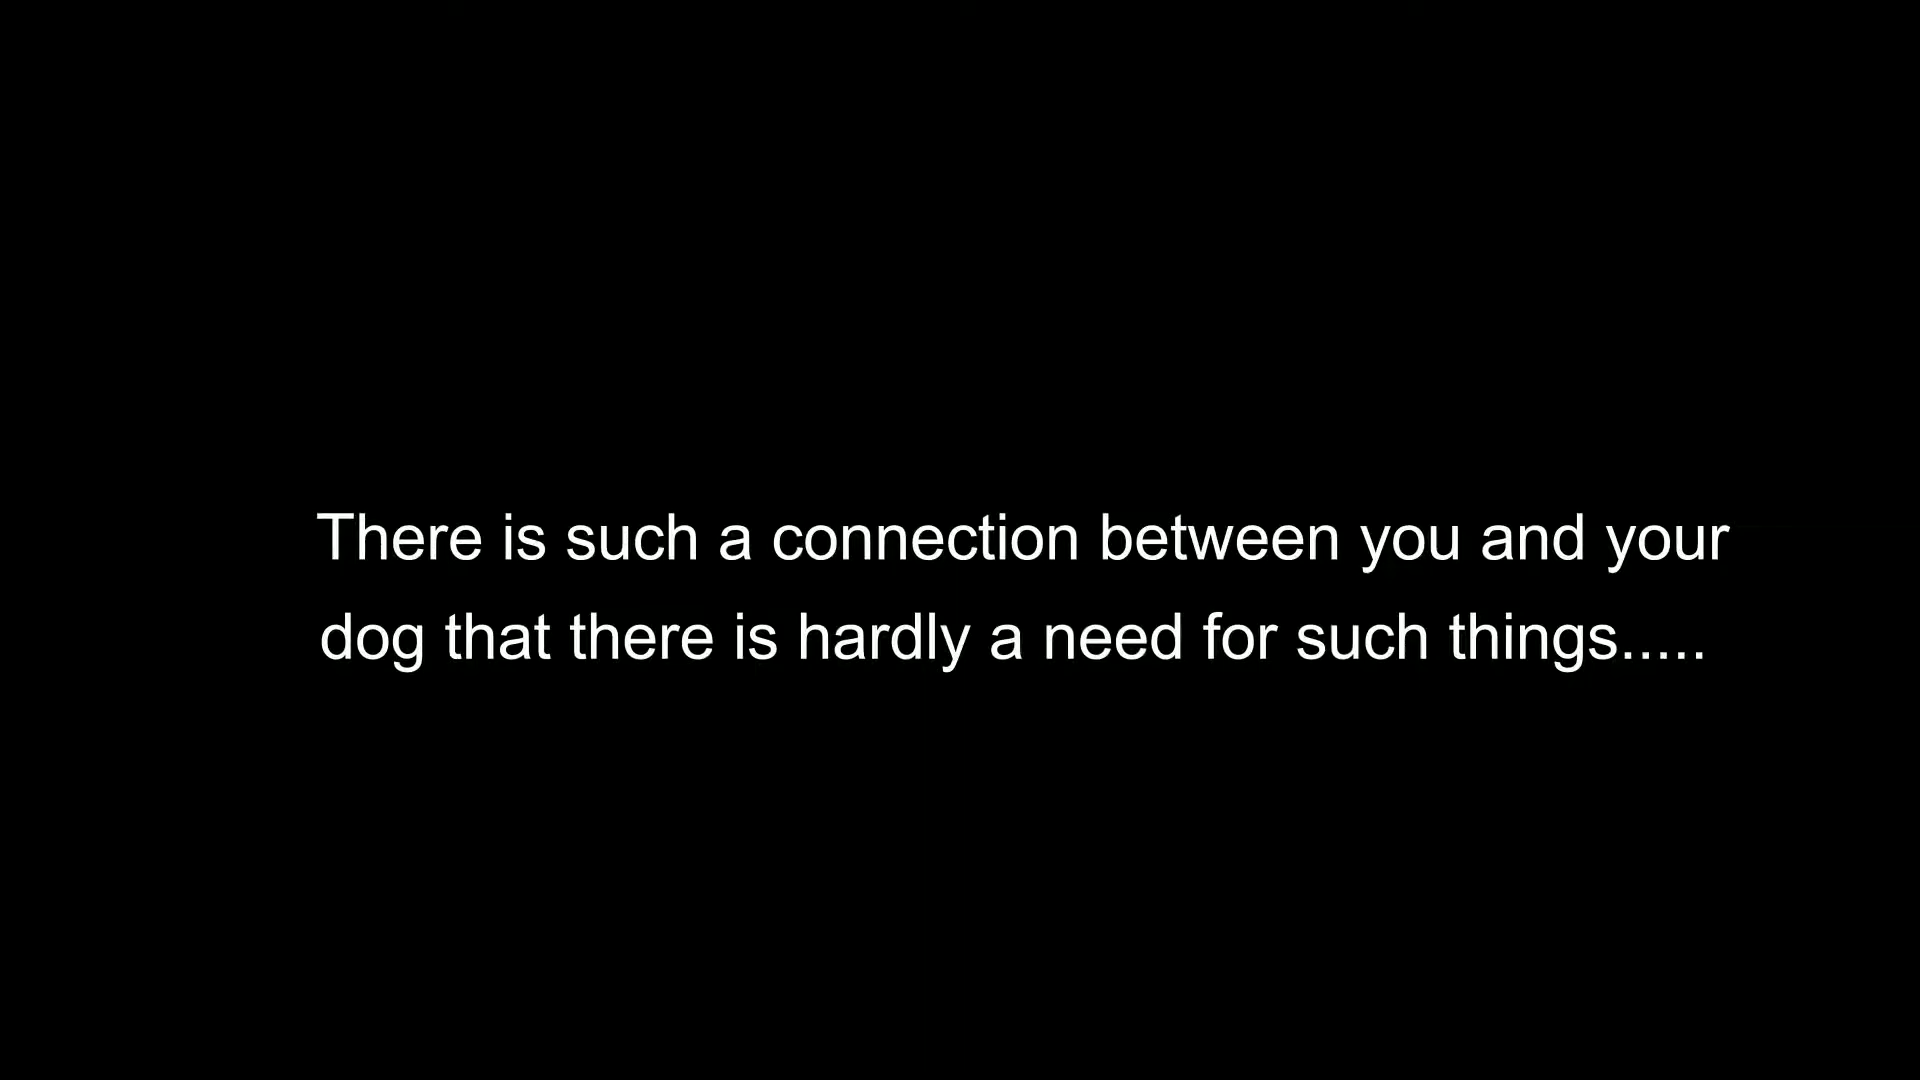 There is such a connection between you and your
dog that there is hardly a need for such things.....